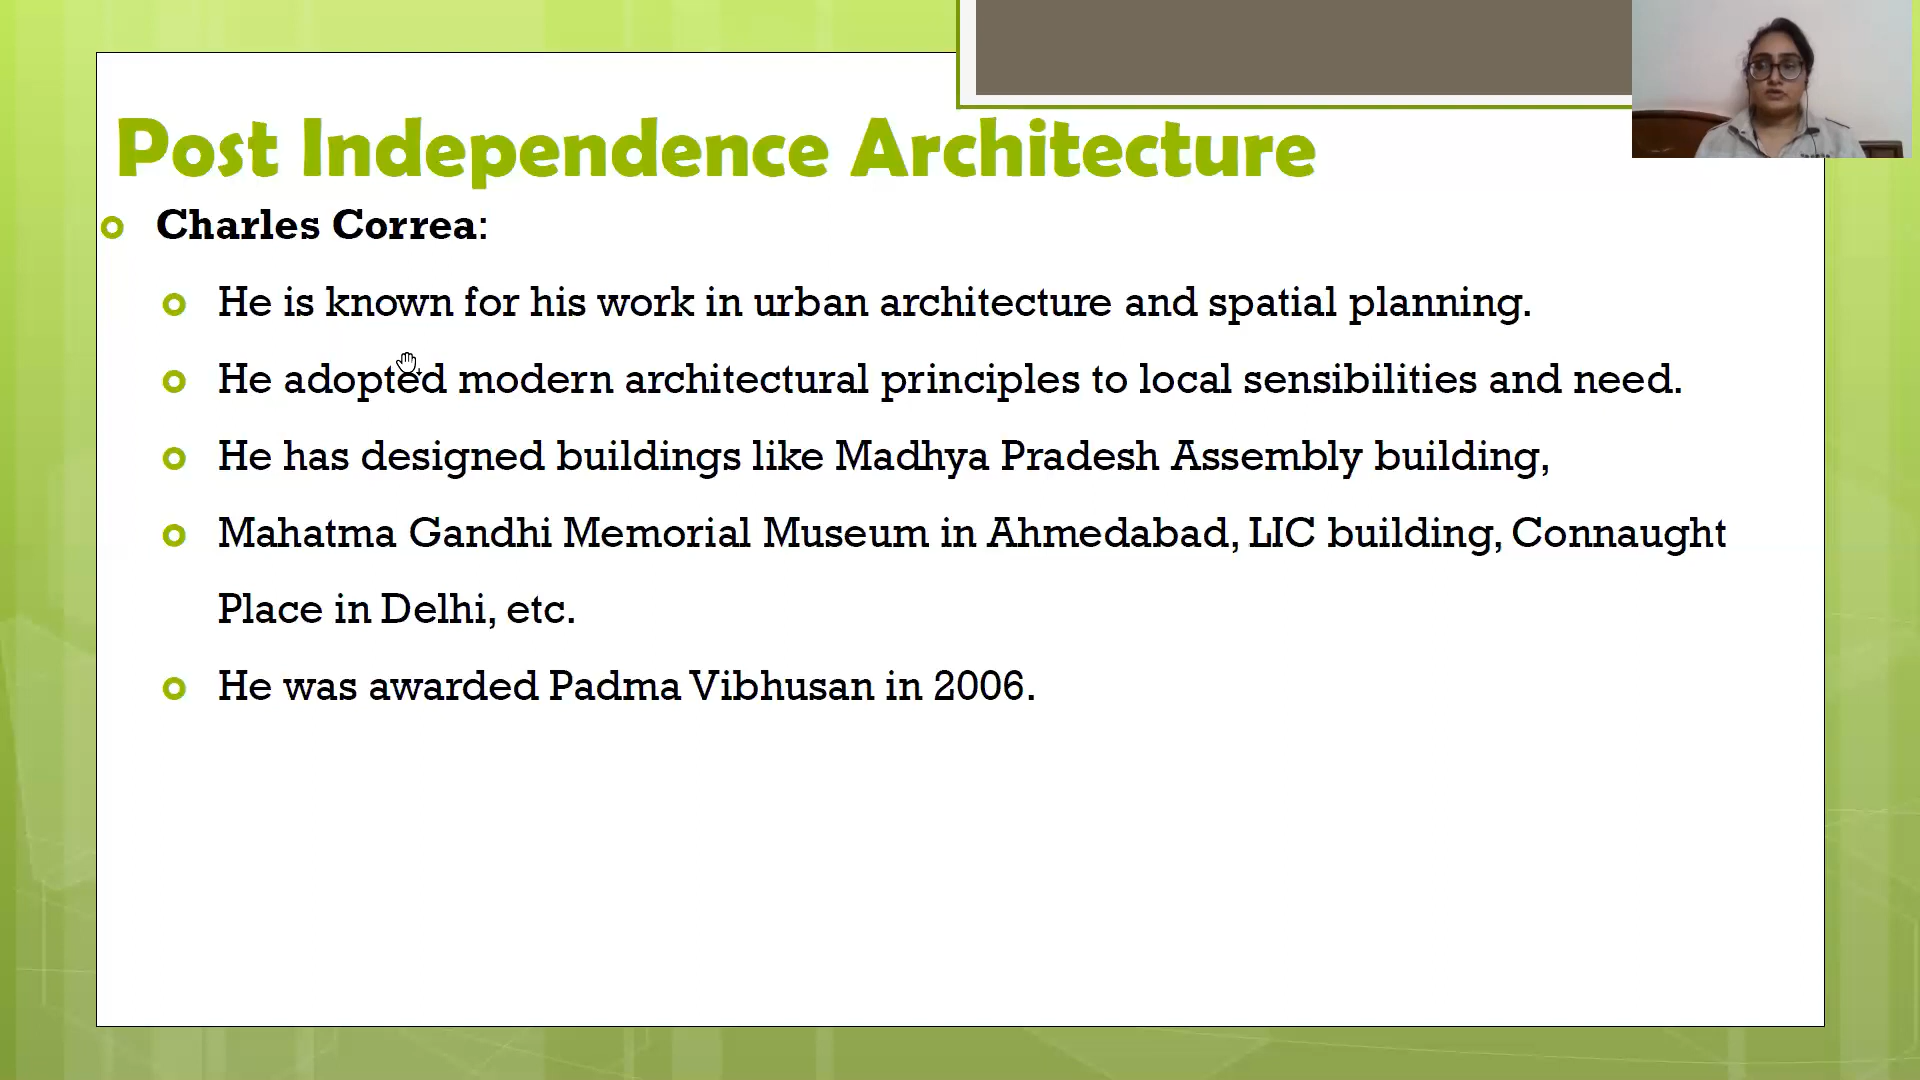 Post Independence Architecture
Charles Correa:
He is known for his work in urban architecture and spatial planning.
He adopted modern architectural principles to local sensibilities and need.
He has designed buildings like Madhya Pradesh Assembly building,
Mahatma Gandhi Memorial Museum in Ahmedabad, LIC building, Connaught
Place in Delhi, etc.
He was awarded Padma Vibhusan in 2006.